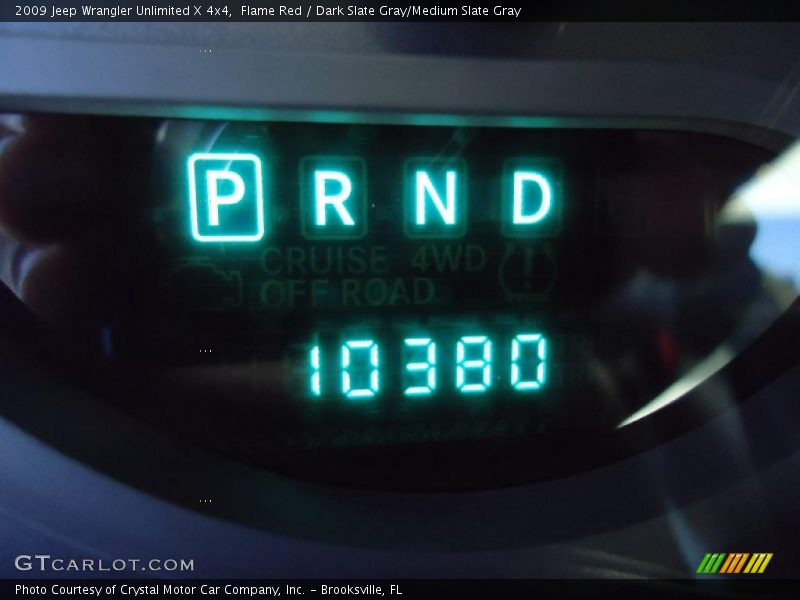 2009 Jeep Wrangler Unlimited X 4x4,  Flame Red / Dark Slate Gray/Medium Slate Gray
P R N D
CRUISE 4WD
OFF ROAD
10380
GTCARLOT.COM
Photo Courtesy of Crystal Motor Car Company, Inc. - Brooksville, FL